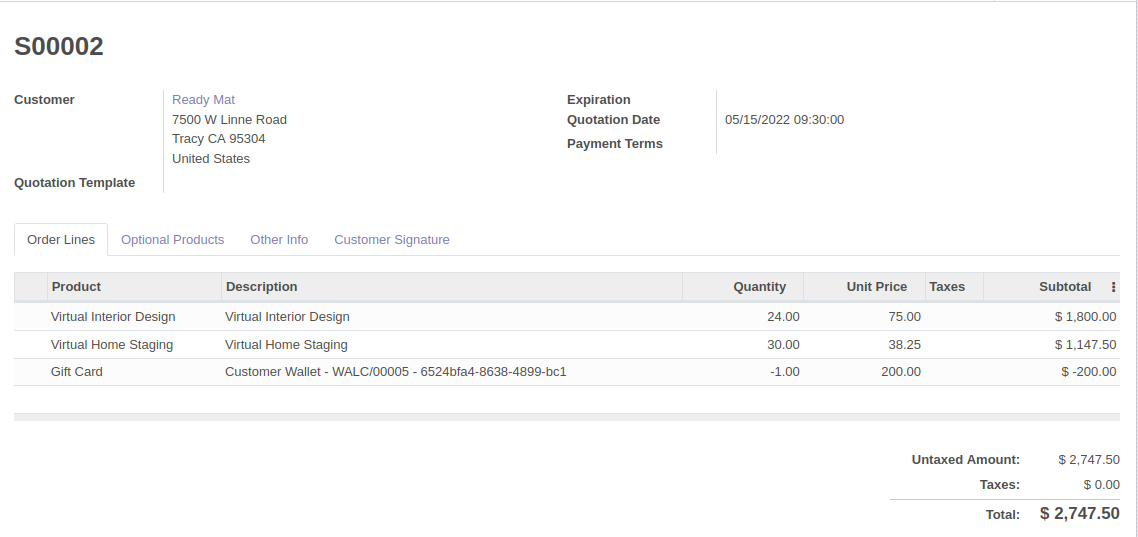 S00002
Customer
Ready Mat
7500 W Linne Road
Tracy CA 95304
United States
Quotation Template
Expiration
Quotation Date 05/15/2022 09:30:00
Payment Terms
Order Lines Optional Products Other Info Customer Signature
Product Description Quantity Unit Price Taxes Subtotal
Virtual Interior Design Virtual Interior Design 24.00 75.00 $ 1,800.00
Virtual Home Staging Virtual Home Staging 30.00 38.25 $ 1,147.50
Gift Card Customer Wallet - WALC/00005 - 6524bfa4-8638-4899-bc1 -1.00 200.00 $ -200.00
Untaxed Amount: $ 2,747.50
Taxes: $ 0.00
Total: $ 2,747.50